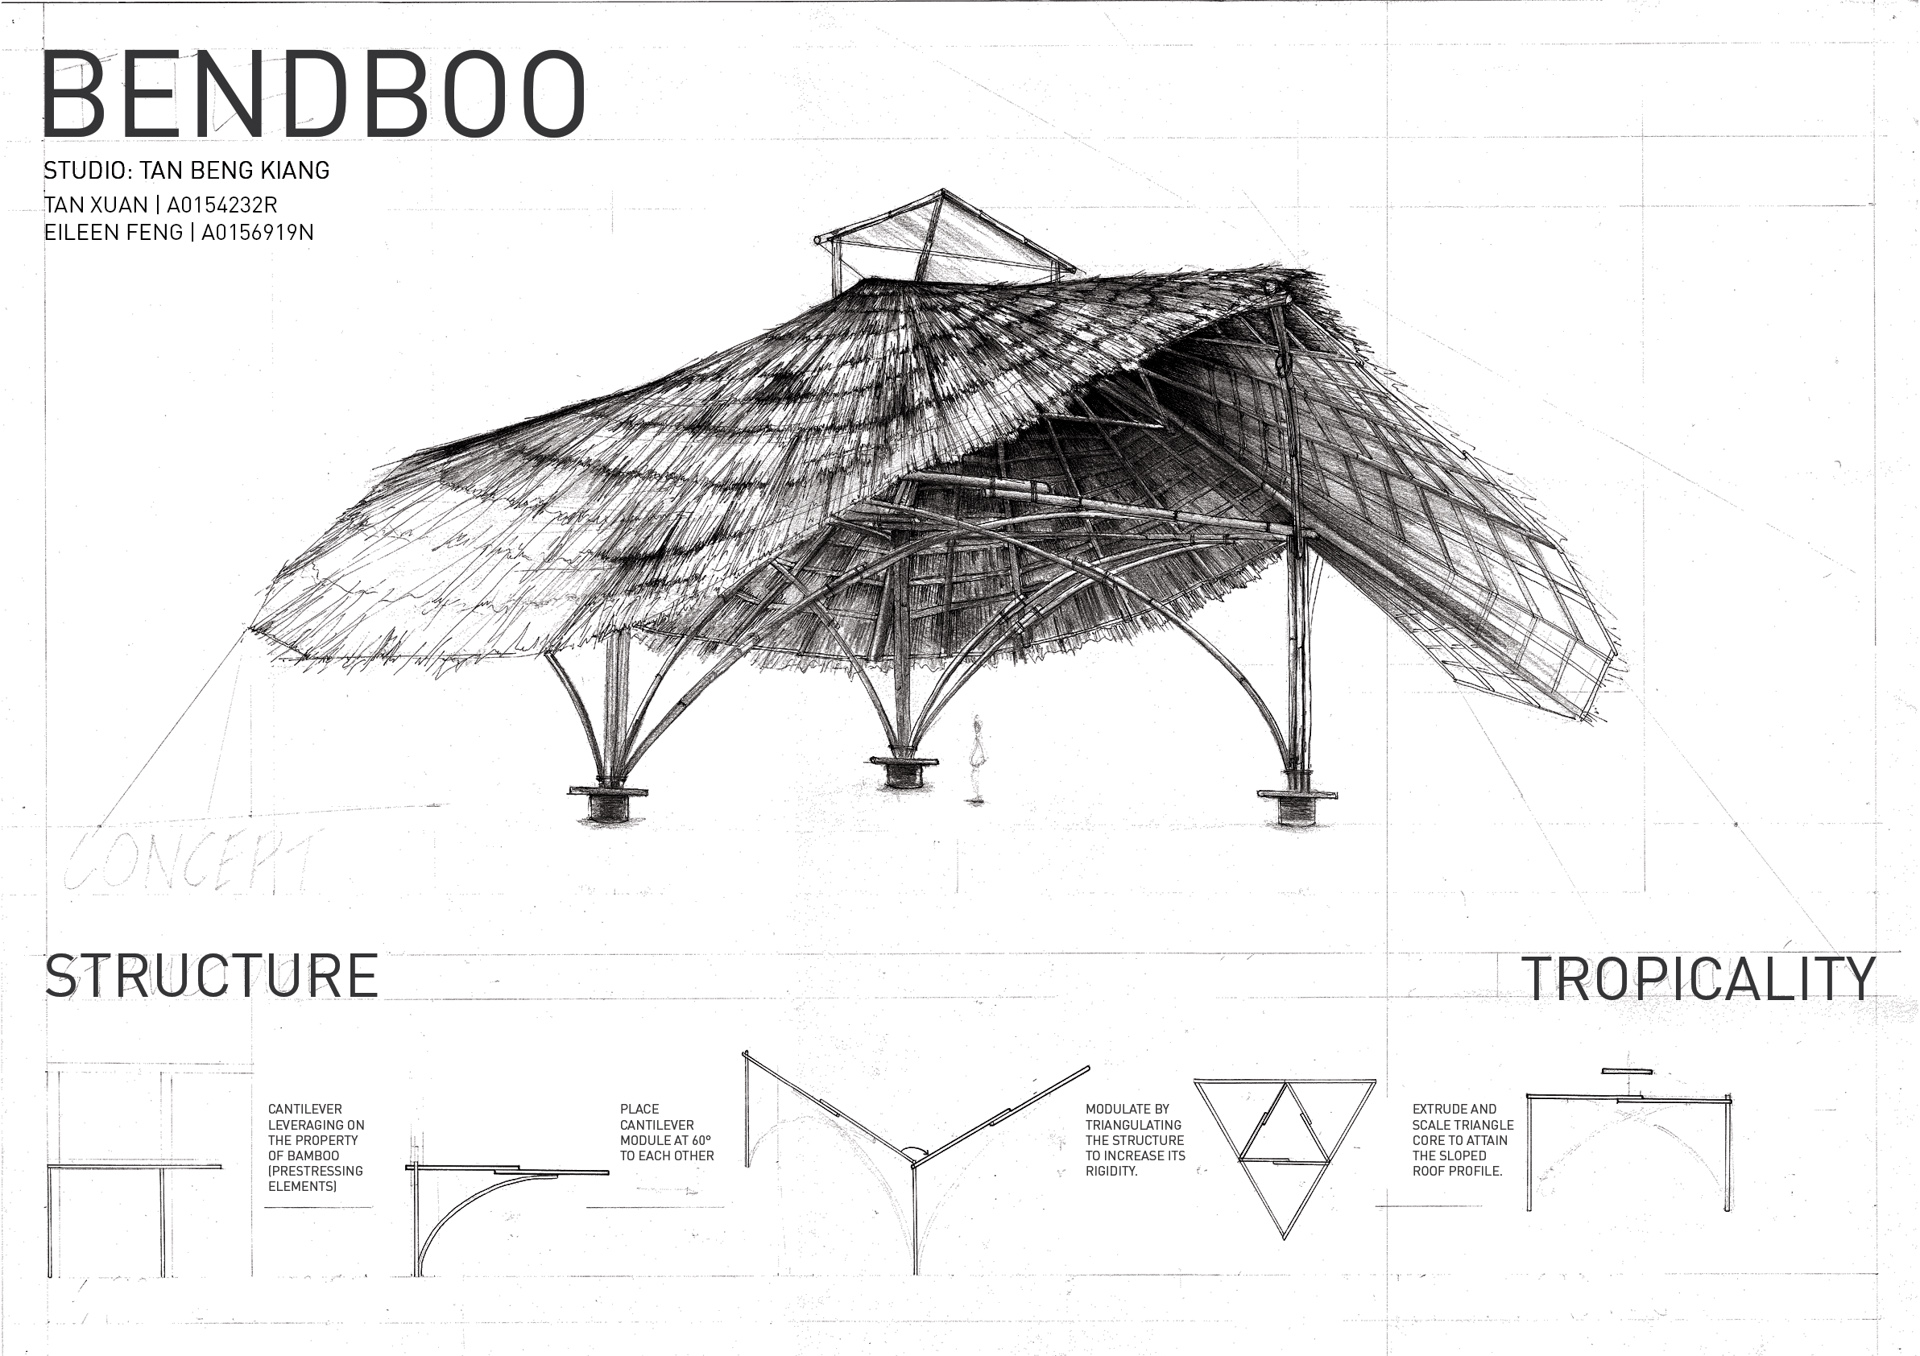 BENDBOO
STUDIO: TAN BENG KIANG
TAN XUAN | A0154232R
EILEEN FENG | A0156919N
CONCEPT
STRUCTURE
TROPICALITY
CANTILEVER
LEVERAGING ON
THE PROPERTY
OF BAMBOO
(PRESTRESSING
ELEMENTS)
PLACE
CANTILEVER
MODULE AT 60°
TO EACH OTHER
MODULATE BY
TRIANGULATING
THE STRUCTURE
TO INCREASE ITS
RIGIDITY.
EXTRUDE AND
SCALE TRIANGLE
CORE TO ATTAIN
THE SLOPED
ROOF PROFILE.